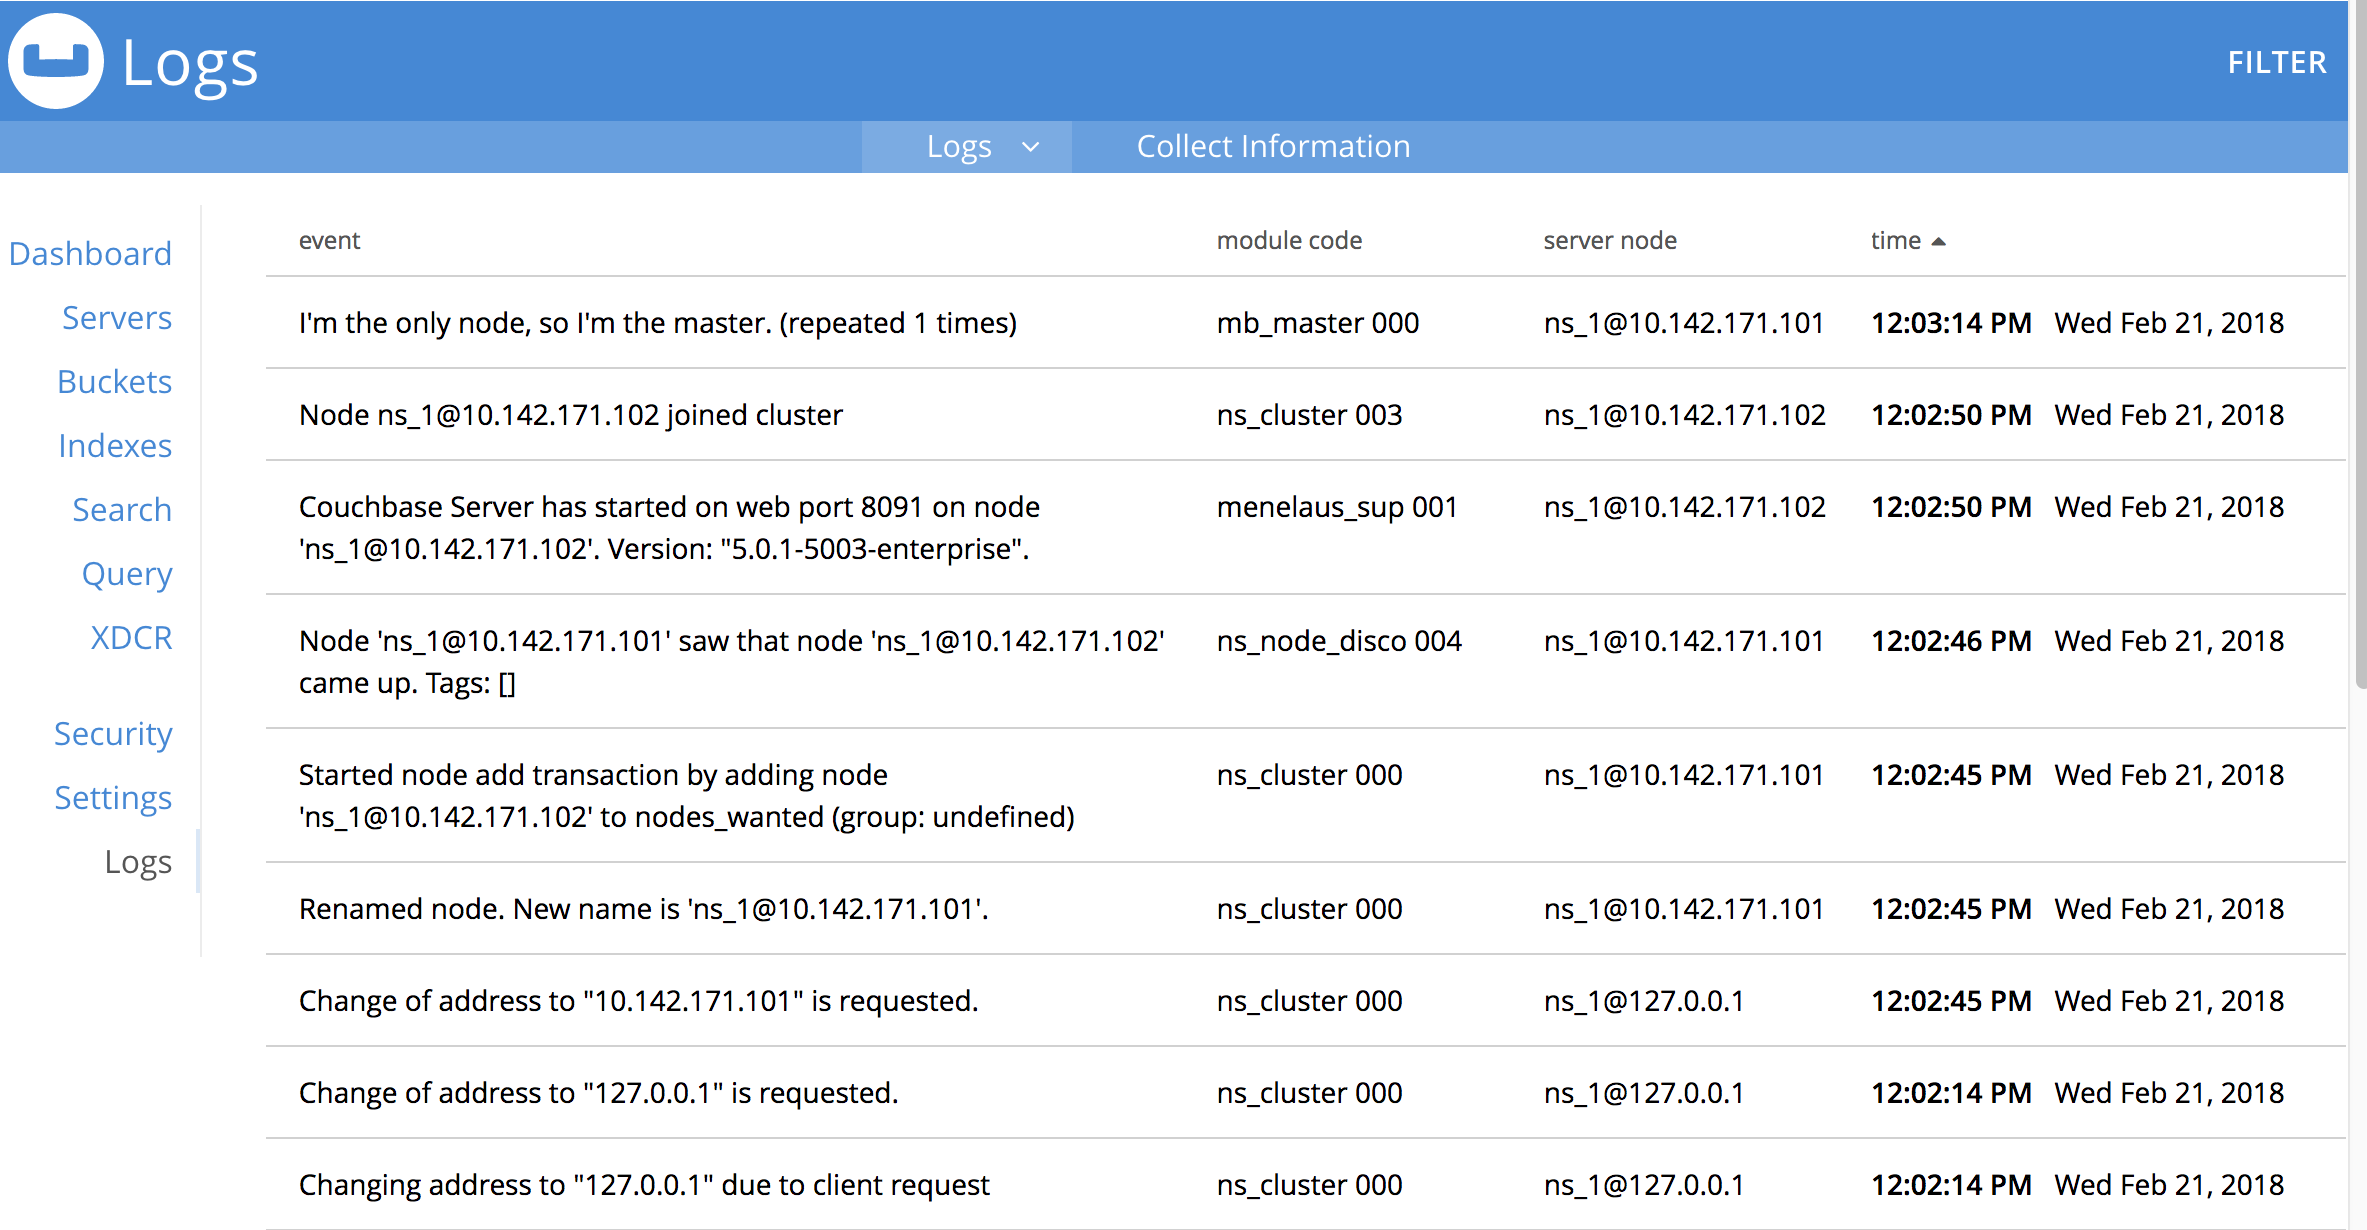 Logs
FILTER
Logs
Collect Information
Dashboard
Servers
Buckets
Indexes
Search
Query
XDCR
Security
Settings
Logs
event module code server node time
I'm the only node, so I'm the master. (repeated 1 times) mb_master 000 ns_1@10.142.171.101 12:03:14 PM Wed Feb 21, 2018
Node ns_1@10.142.171.102 joined cluster ns_cluster 003 ns_1@10.142.171.102 12:02:50 PM Wed Feb 21, 2018
Couchbase Server has started on web port 8091 on node menelaus_sup 001 ns_1@10.142.171.102 12:02:50 PM Wed Feb 21, 2018
'ns_1@10.142.171.102'. Version: "5.0.1-5003-enterprise".
Node 'ns_1@10.142.171.101' saw that node 'ns_1@10.142.171.102' ns_node_disco 004 ns_1@10.142.171.101 12:02:46 PM Wed Feb 21, 2018
came up. Tags: []
Started node add transaction by adding node ns_cluster 000 ns_1@10.142.171.101 12:02:45 PM Wed Feb 21, 2018
'ns_1@10.142.171.102' to nodes_wanted (group: undefined)
Renamed node. New name is 'ns_1@10.142.171.101'. ns_cluster 000 ns_1@10.142.171.101 12:02:45 PM Wed Feb 21, 2018
Change of address to "10.142.171.101" is requested. ns_cluster 000 ns_1@127.0.0.1 12:02:45 PM Wed Feb 21, 2018
Change of address to "127.0.0.1" is requested. ns_cluster 000 ns_1@127.0.0.1 12:02:14 PM Wed Feb 21, 2018
Changing address to "127.0.0.1" due to client request ns_cluster 000 ns_1@127.0.0.1 12:02:14 PM Wed Feb 21, 2018